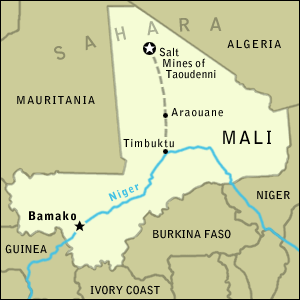 SAHARA
ALGERIA
Salt
Mines of
Taoudenni
MAURITANIA
Araouane
Timbuktu
MALI
Niger
NIGER
Bamako
BURKINA FASO
GUINEA
IVORY COAST